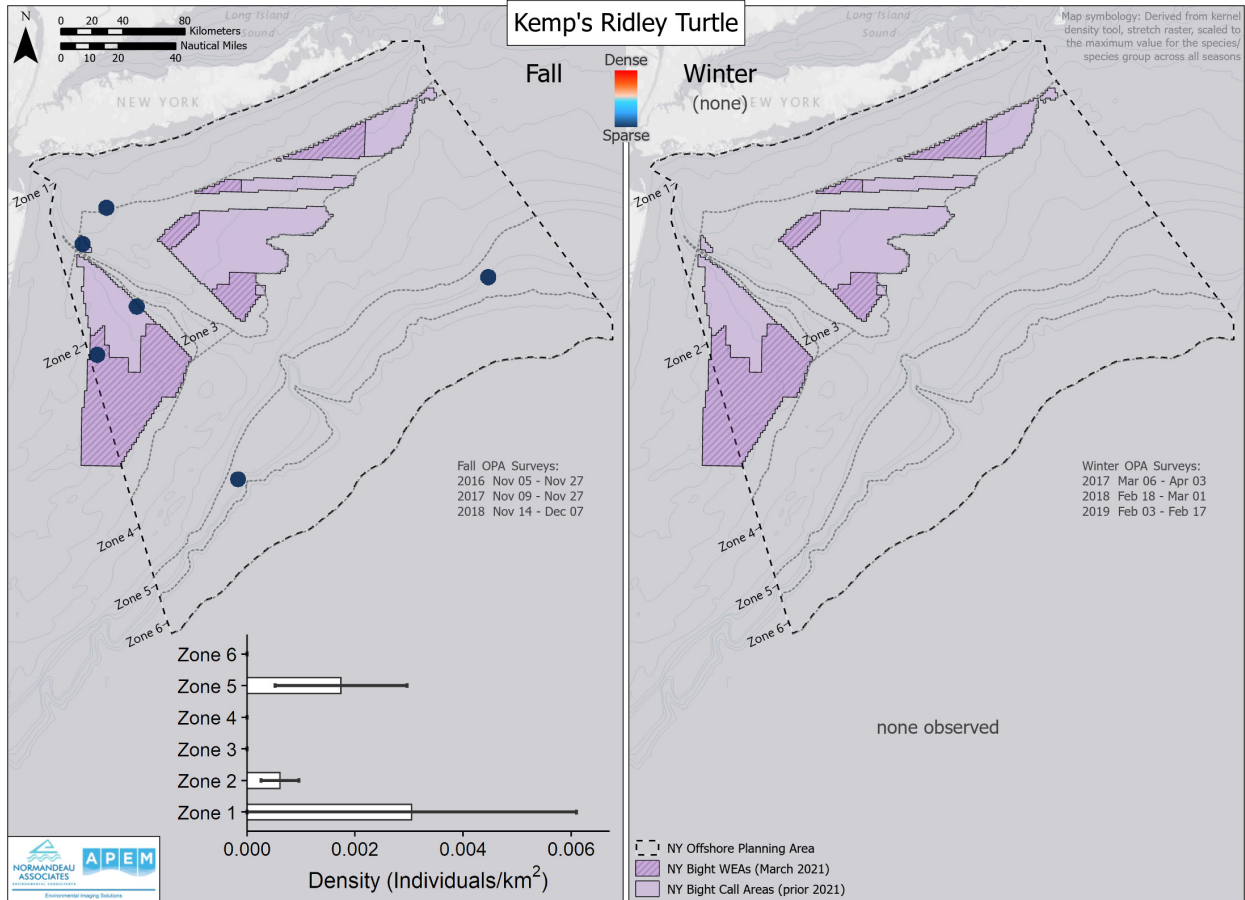 Kemp's Ridley Turtle
N
0 20 40 80
Kilometers
Nautical Miles
0 10 20 40
Long Island
Sound
NEW YORK
Fall
Dense
Sparse
Winter
(none)
Long Island
Sound
EW YORK
Map symbology: Derived from kernel
density tool, stretch raster, scaled to
the maximum value for the species/
species group across all seasons
Zone 1
Zone 2
Zone 3
Zone 4
Zone 5
Zone 6
Fall OPA Surveys:
2016 Nov 05 - Nov 27
2017 Nov 09 - Nov 27
2018 Nov 14 - Dec 07
Zone 1
Zone 2
Zone 3
Zone 4
Zone 5
Zone 6
Winter OPA Surveys:
2017 Mar 06 - Apr 03
2018 Feb 18 - Mar 01
2019 Feb 03 - Feb 17
Zone 6
Zone 5
Zone 4
Zone 3
Zone 2
Zone 1
0.000 0.002 0.004 0.006
Density (Individuals/km²)
none observed
NY Offshore Planning Area
NY Bight WEAs (March 2021)
NY Bight Call Areas (prior 2021)
NORMANDEAU
ASSOCIATES
ENVIRONMENTAL CONSULTANTS
APEM
Environmental Imaging Solutions